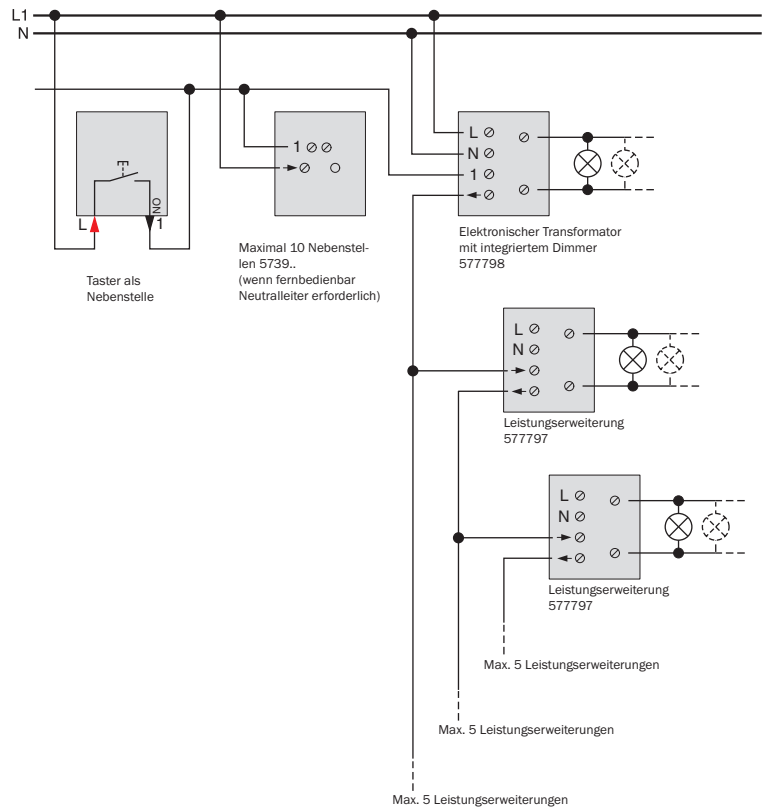 L1
N
L
ON
1
Taster als
Nebenstelle
1
Maximal 10 Nebenstel-
len 5739..
(wenn fernbedienbar
Neutralleiter erforderlich)
L
N
1
Elektronischer Transformator
mit integriertem Dimmer
577798
L
N
Leistungserweiterung
577797
L
N
Leistungserweiterung
577797
Max. 5 Leistungserweiterungen
Max. 5 Leistungserweiterungen
Max. 5 Leistungserweiterungen